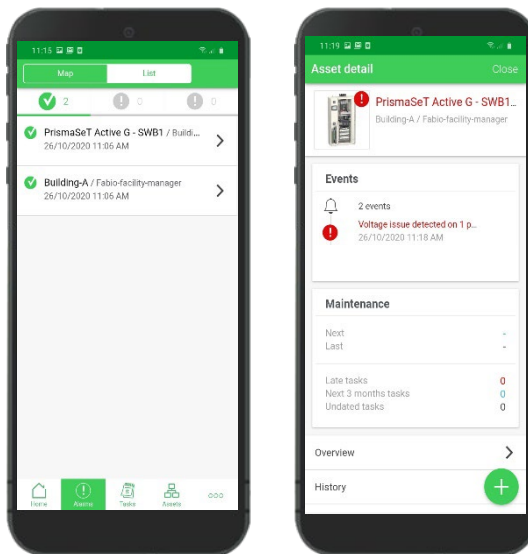 11:15
Map
List
2
0
0
PrismaSeT Active G - SWB1 / Buildi...
26/10/2020 11:06 AM
Building-A / Fabio-facility-manager
26/10/2020 11:06 AM
Home
Alarms
Tasks
Assets
11:19
Asset detail
Close
PrismaSeT Active G - SWB1...
Building-A / Fabio-facility-manager
Events
2 events
Voltage issue detected on 1 p...
26/10/2020 11:18 AM
Maintenance
Next
-
Last
-
Late tasks
0
Next 3 months tasks
0
Undated tasks
0
Overview
History